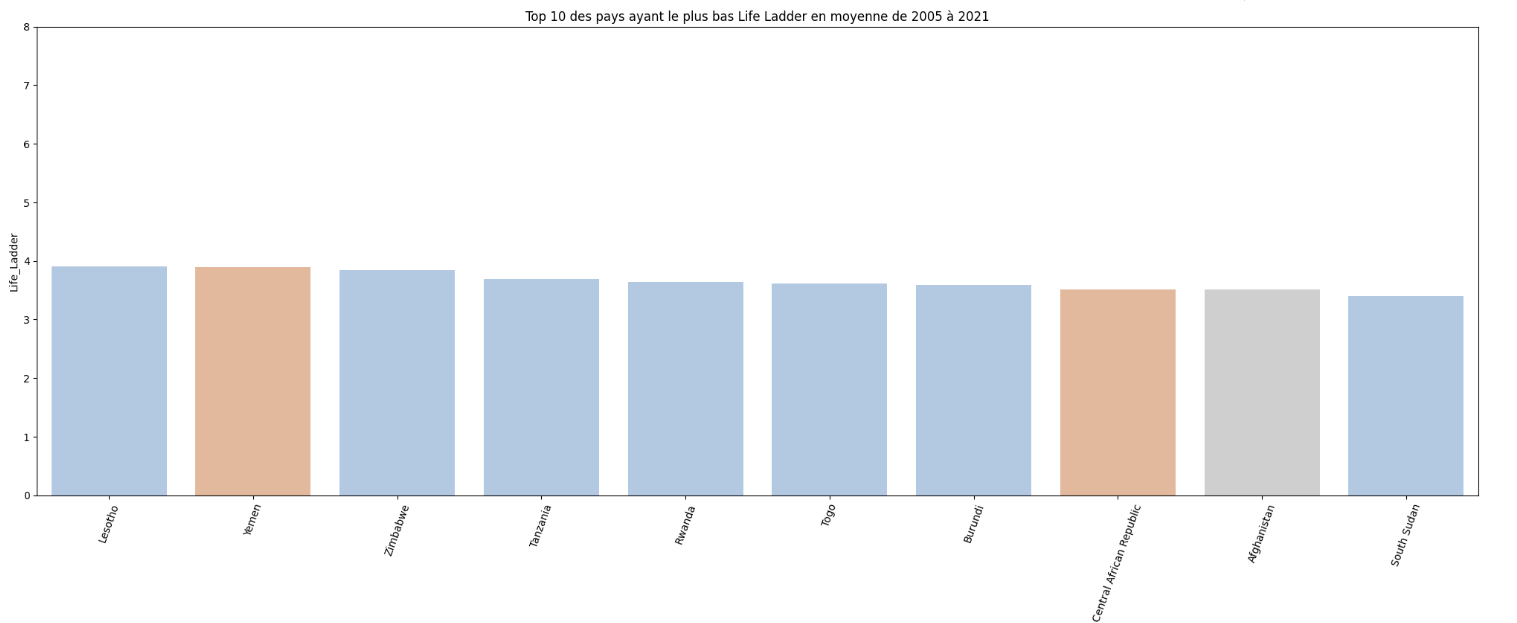 Top 10 des pays ayant le plus bas Life Ladder en moyenne de 2005 à 2021
8
7
6
5
4
3
2
1
0
Life_Ladder
Lesotho
Yemen
Zimbabwe
Tanzania
Rwanda
Togo
Burundi
Central African Republic
Afghanistan
South Sudan